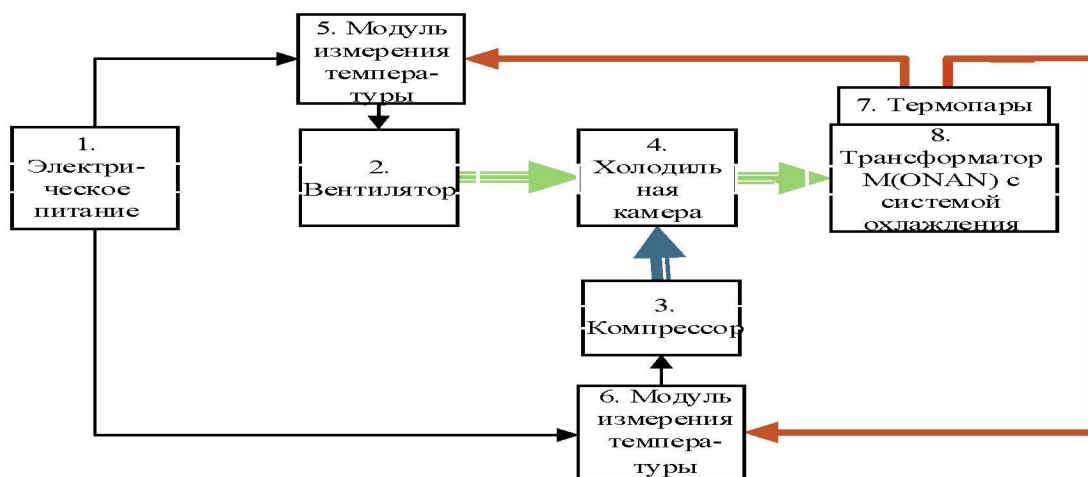 1.
Электри-
ческое
питание
5. Модуль
измерения
темпера-
туры
2.
Вентилятор
4.
Холодиль
ная
камера
7. Термопары
8.
Трансформатор
М(ONAN) с
системой
охлаждения
3.
Компрессор
6. Модуль
измерения
темпера-
туры